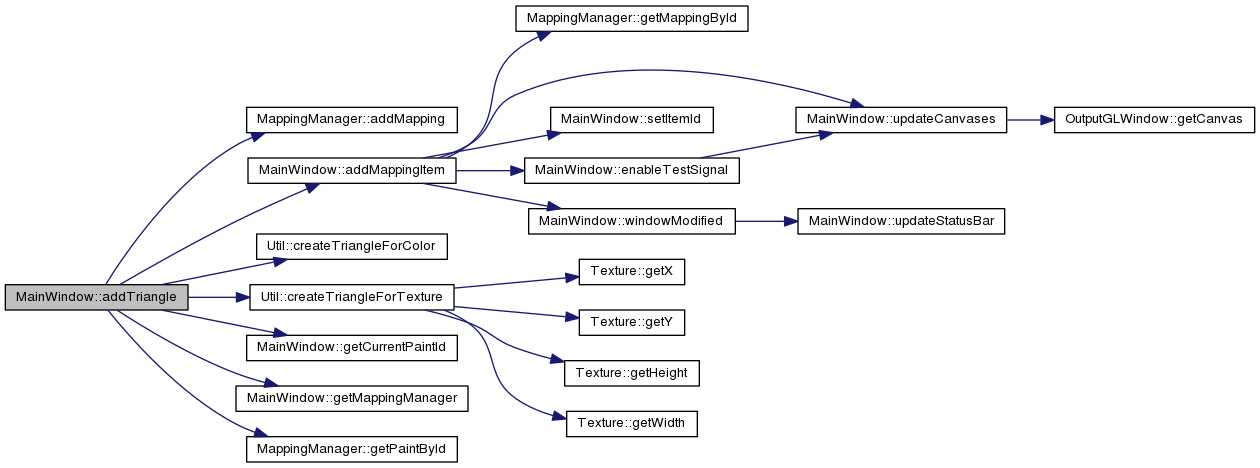 MappingManager::getMappingById
MappingManager::addMapping
MainWindow::setItemId
MainWindow::updateCanvases
OutputGLWindow::getCanvas
MainWindow::addMappingItem
MainWindow::enableTestSignal
MainWindow::windowModified
MainWindow::updateStatusBar
Util::createTriangleForColor
Texture::getX
MainWindow::addTriangle
Util::createTriangleForTexture
Texture::getY
MainWindow::getCurrentPaintId
Texture::getHeight
MainWindow::getMappingManager
Texture::getWidth
MappingManager::getPaintById